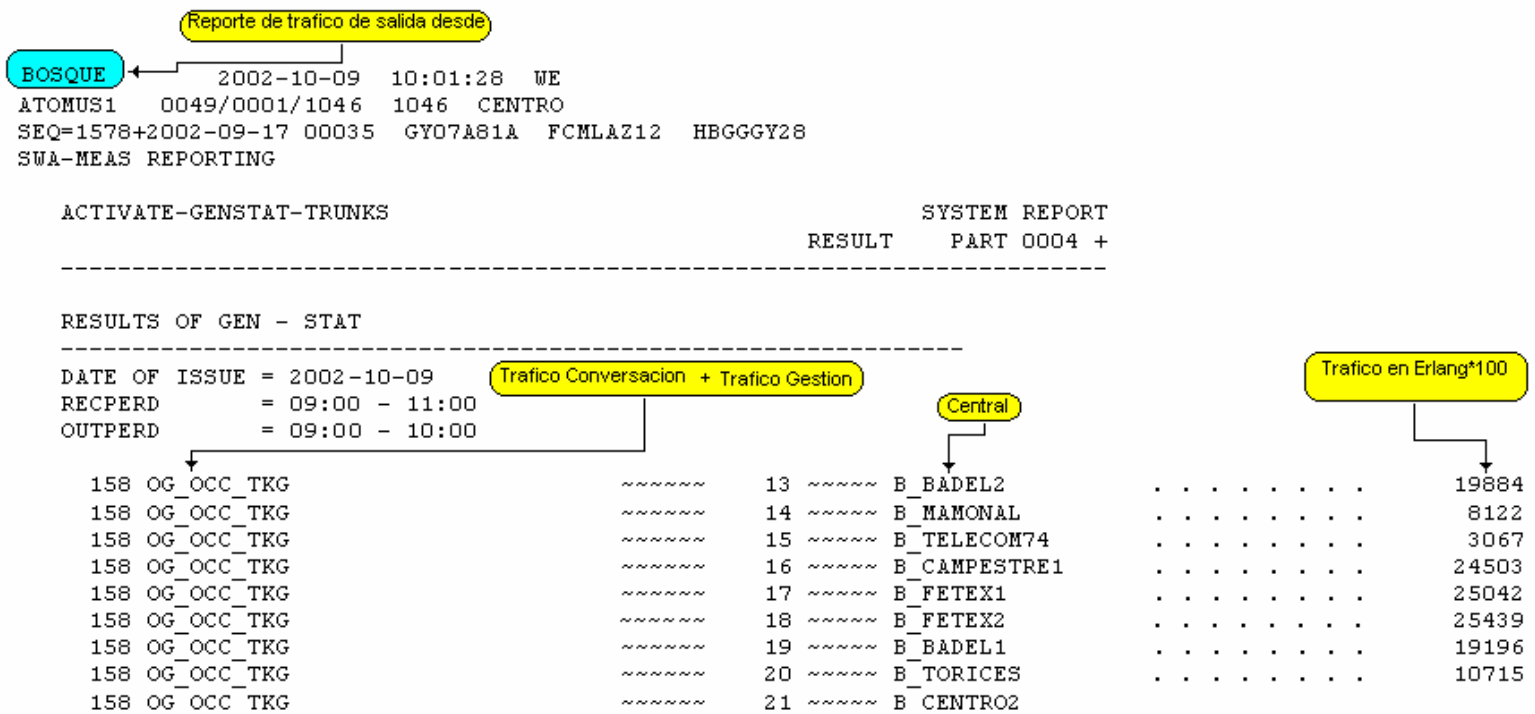 Reporte de trafico de salida desde
BOSQUE 2002-10-09 10:01:28 WE
ATOMUS1 0049/0001/1046 1046 CENTRO
SEQ=1578+2002-09-17 00035 GY07A81A FCMLAZ12 HBGGGY28
SWA-MEAS REPORTING
ACTIVATE-GENSTAT-TRUNKS SYSTEM REPORT
RESULT PART 0004 +
-------------------------------------------------------------------------
RESULTS OF GEN - STAT
---------------------------------------------------------------
DATE OF ISSUE = 2002-10-09 Trafico Conversacion + Trafico Gestion Trafico en Erlang*100
RECPERD = 09:00 - 11:00 Central
OUTPERD = 09:00 - 10:00
158 OG_OCC_TKG ~~~~~~ 13 ~~~~~ B_BADEL2 . . . . . . . . 19884
158 OG_OCC_TKG ~~~~~~ 14 ~~~~~ B_MAMONAL . . . . . . . . 8122
158 OG_OCC_TKG ~~~~~~ 15 ~~~~~ B_TELECOM74 . . . . . . . . 3067
158 OG_OCC_TKG ~~~~~~ 16 ~~~~~ B_CAMPESTRE1 . . . . . . . . 24503
158 OG_OCC_TKG ~~~~~~ 17 ~~~~~ B_FETEX1 . . . . . . . . 25042
158 OG_OCC_TKG ~~~~~~ 18 ~~~~~ B_FETEX2 . . . . . . . . 25439
158 OG_OCC_TKG ~~~~~~ 19 ~~~~~ B_BADEL1 . . . . . . . . 19196
158 OG_OCC_TKG ~~~~~~ 20 ~~~~~ B_TORICES . . . . . . . . 10715
158 OG_OCC_TKG ~~~~~~ 21 ~~~~~ B_CENTRO2